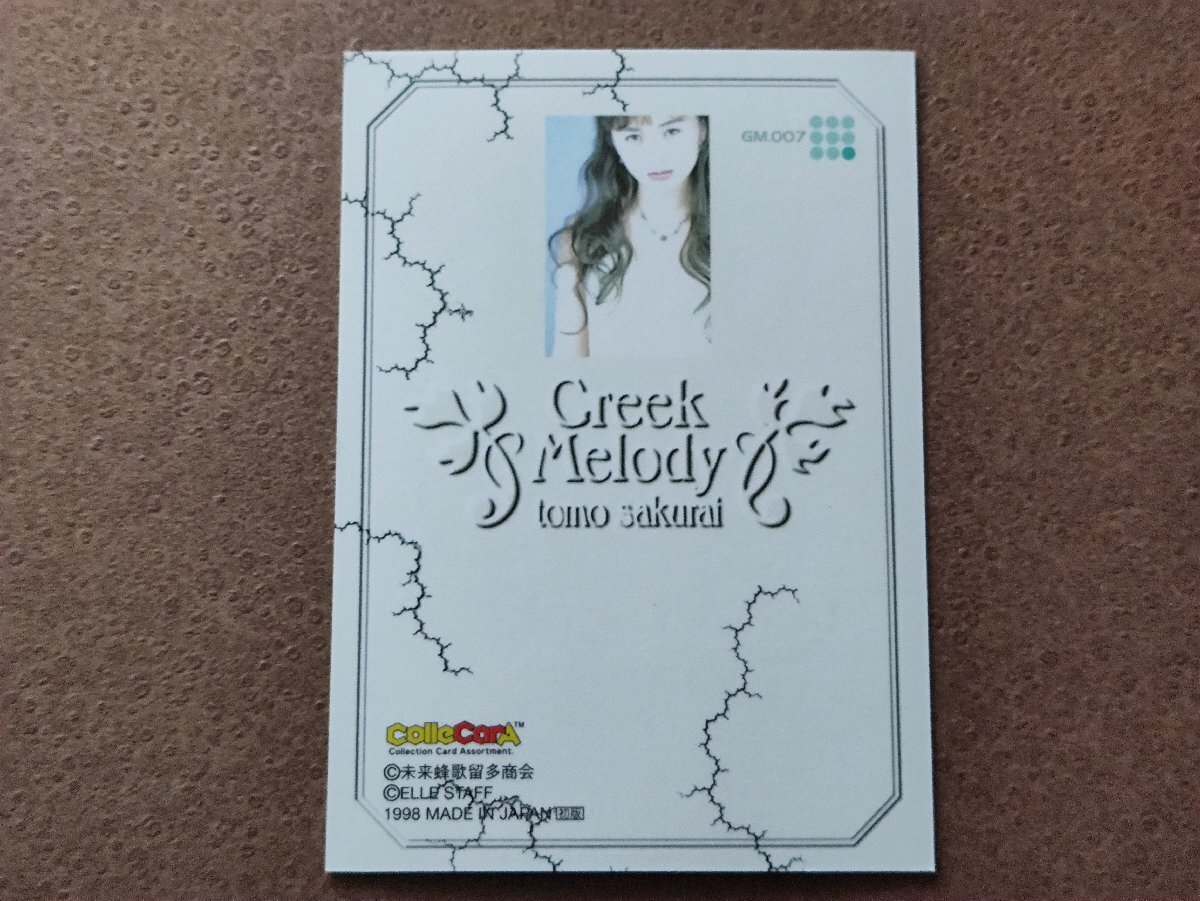 GM.007
Creek
Melody
tomo sakurai
ColleCarA™
Collection Card Assortment.
©未来蜂歌留多商会
©ELLE STAFF
1998 MADE IN JAPAN 初版